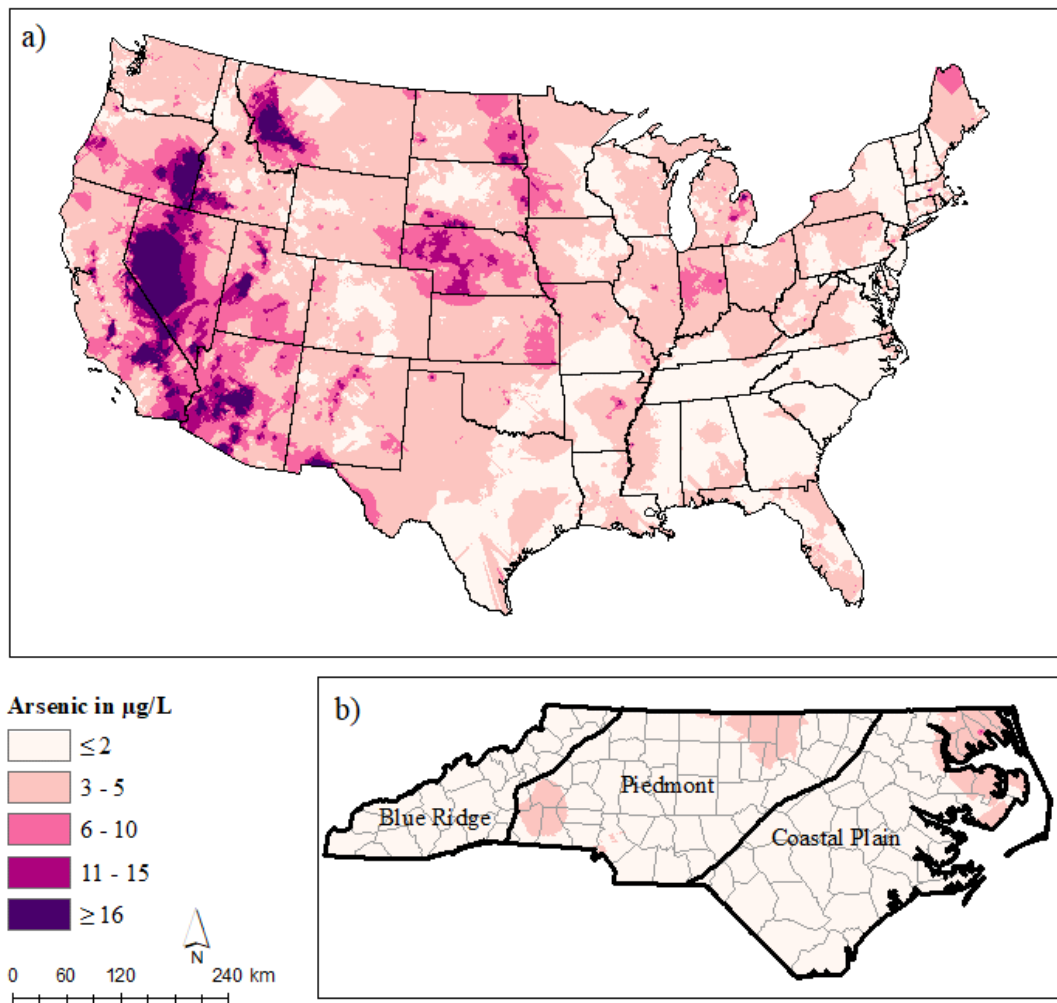 a)
Arsenic in µg/L
≤ 2
3 - 5
6 - 10
11 - 15
≥ 16
N
0 60 120 240 km
b)
Blue Ridge
Piedmont
Coastal Plain